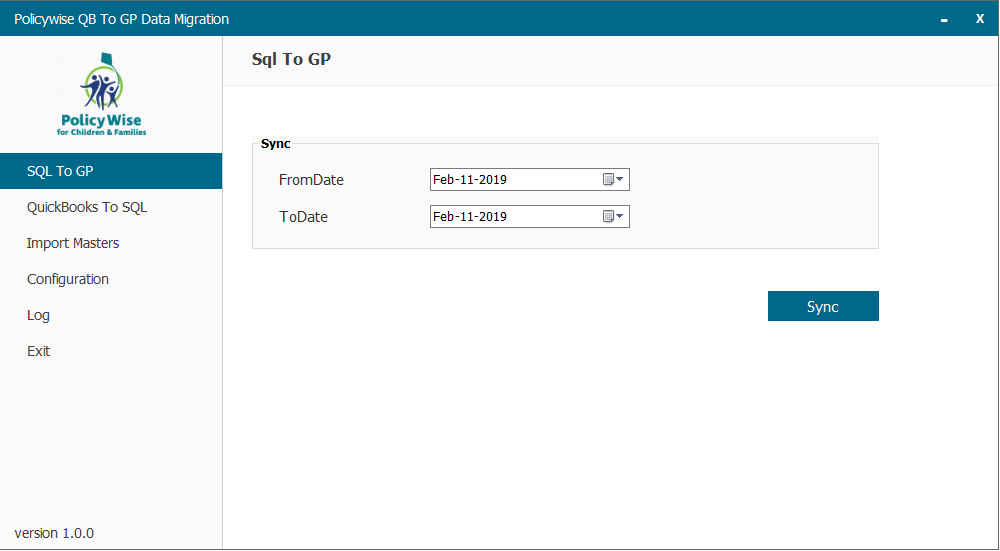 Policywise QB To GP Data Migration
X
PolicyWise
for Children & Families
SQL To GP
QuickBooks To SQL
Import Masters
Configuration
Log
Exit
version 1.0.0
Sql To GP
Sync
FromDate Feb-11-2019
ToDate Feb-11-2019
Sync